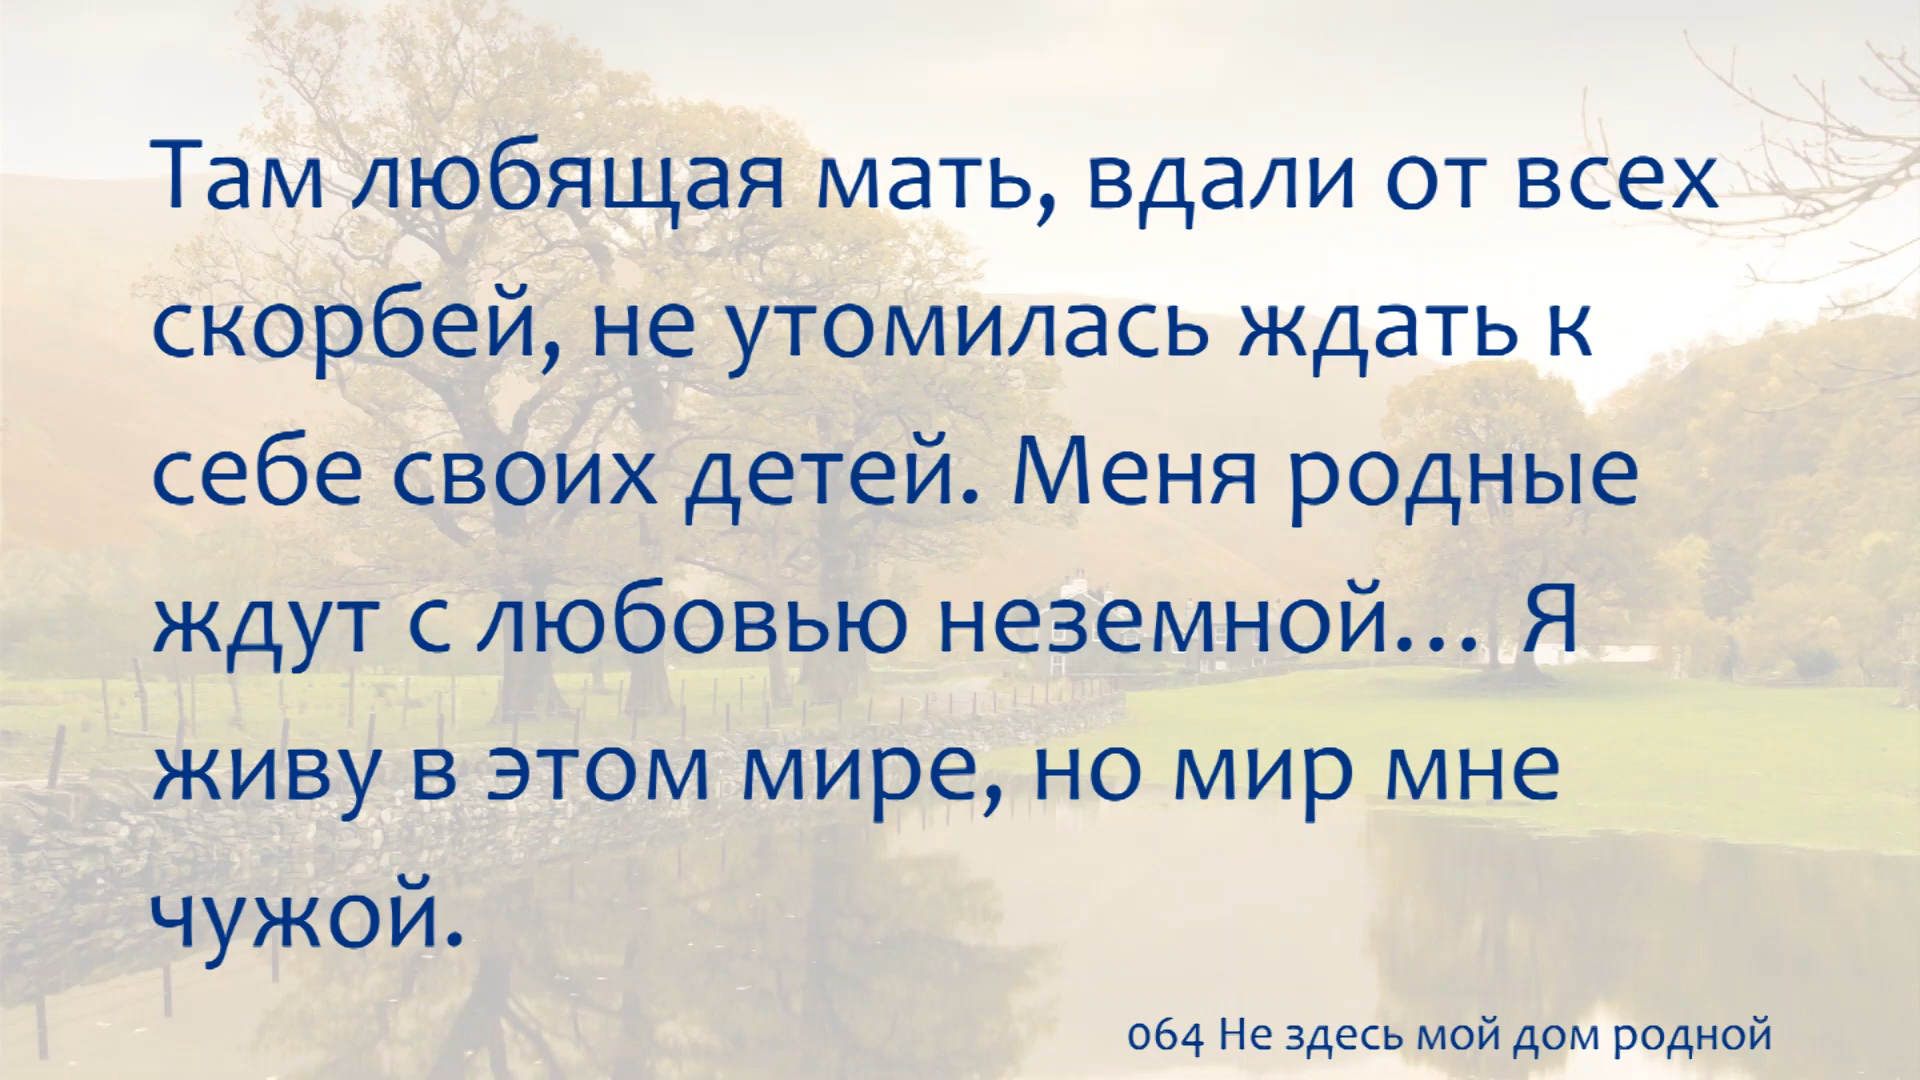 Там любящая мать, вдали от всех
скорбей, не утомилась ждать к
себе своих детей. Меня родные
ждут с любовью неземной... Я
живу в этом мире, но мир мне
чужой.
064 Не здесь мой дом родной